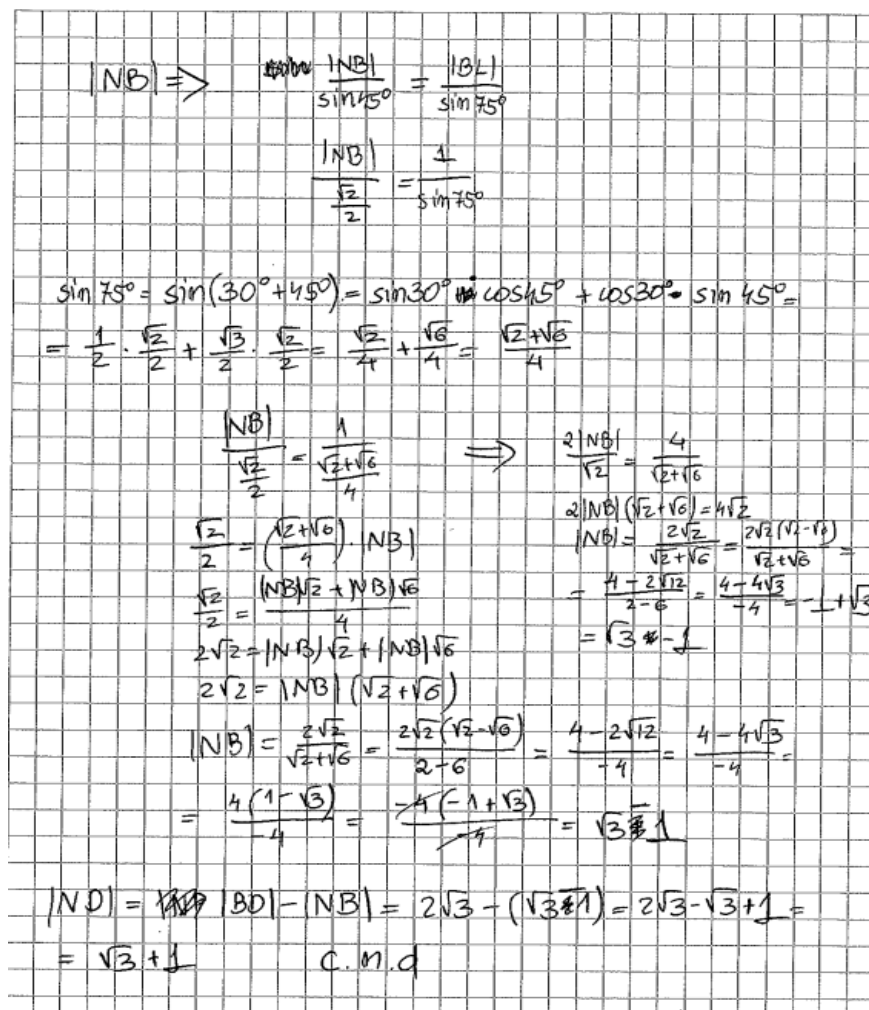 |NB| ⇒ |NB|/sin45° = |BL|/sin75°
|NB|/(√2/2) = 1/sin75°
sin75° = sin(30°+45°) = sin30° · cos45° + cos30° · sin45° =
= 1/2 · √2/2 + √3/2 · √2/2 = √2/4 + √6/4 = (√2+√6)/4
|NB|/(√2/2) = 1/((√2+√6)/4) ⇒ 2|NB|/√2 = 4/(√2+√6)
2|NB|(√2+√6) = 4√2
|NB| = 2√2/(√2+√6) = 2√2(√2-√6)/(√2+√6) =
= (4-2√12)/(2-6) = (4-4√3)/(-4) = -1+√3
= √3 - 1
√2/2 = ((√2+√6)/4) · |NB|
√2/2 = (|NB|√2 + |NB|√6)/4
2√2 = |NB|√2 + |NB|√6
2√2 = |NB|(√2+√6)
|NB| = 2√2/(√2+√6) = 2√2(√2-√6)/(2-6) = (4-2√12)/(-4) = (4-4√3)/(-4) =
= 4(1-√3)/(-4) = -4(-1+√3)/(-4) = √3-1
|ND| = |BD|-|NB| = 2√3-(√3-1) = 2√3-√3+1 =
= √3+1 c.n.d